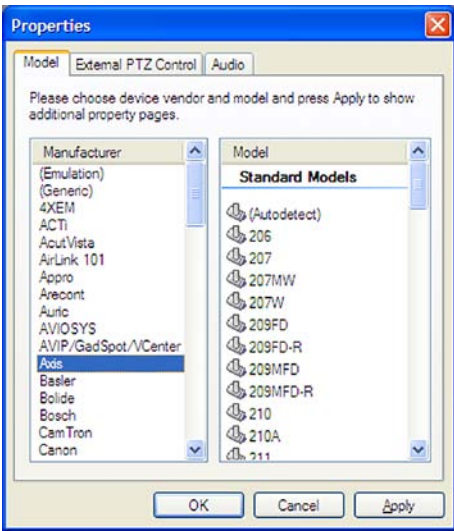 Properties
Model
External PTZ Control
Audio
Please choose device vendor and model and press Apply to show
additional property pages.
Manufacturer
(Emulation)
(Generic)
4XEM
ACTi
AcutVista
AirLink 101
Appro
Arecont
Auric
AVIOSYS
AVIP/GadSpot/VCenter
Axis
Basler
Bolide
Bosch
CamTron
Canon
Model
Standard Models
(Autodetect)
206
207
207MW
207W
209FD
209FD-R
209MFD
209MFD-R
210
210A
211
OK
Cancel
Apply